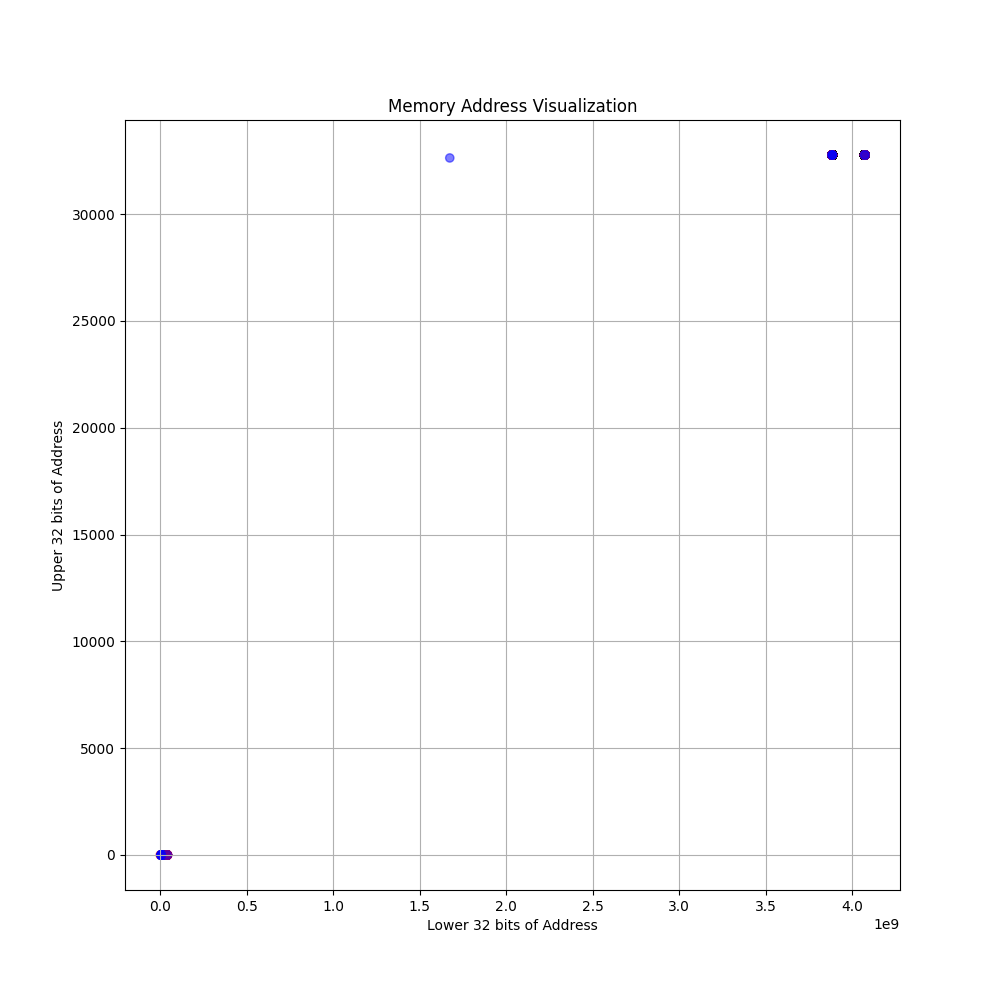 Memory Address Visualization
Upper 32 bits of Address
30000
25000
20000
15000
10000
5000
0
0.0 0.5 1.0 1.5 2.0 2.5 3.0 3.5 4.0
1e9
Lower 32 bits of Address